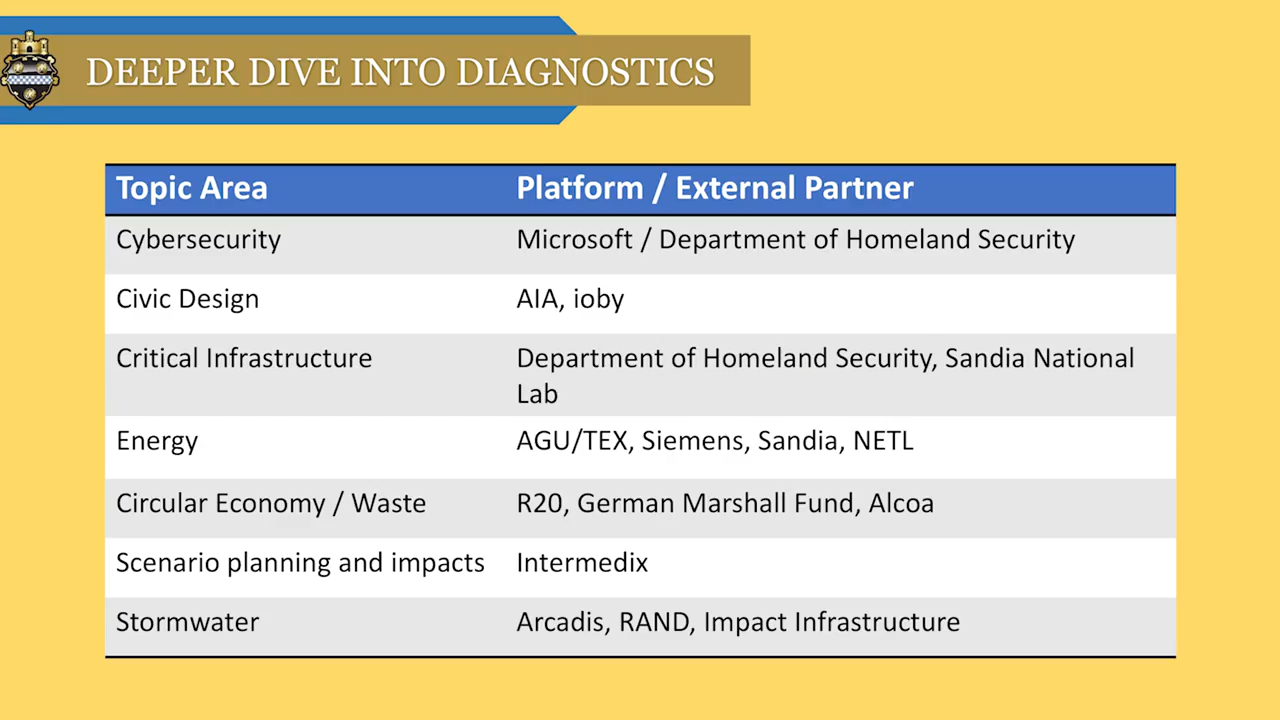 DEEPER DIVE INTO DIAGNOSTICS
Topic Area Platform / External Partner
Cybersecurity Microsoft / Department of Homeland Security
Civic Design AIA, ioby
Critical Infrastructure Department of Homeland Security, Sandia National
Lab
Energy AGU/TEX, Siemens, Sandia, NETL
Circular Economy / Waste R20, German Marshall Fund, Alcoa
Scenario planning and impacts Intermedix
Stormwater Arcadis, RAND, Impact Infrastructure